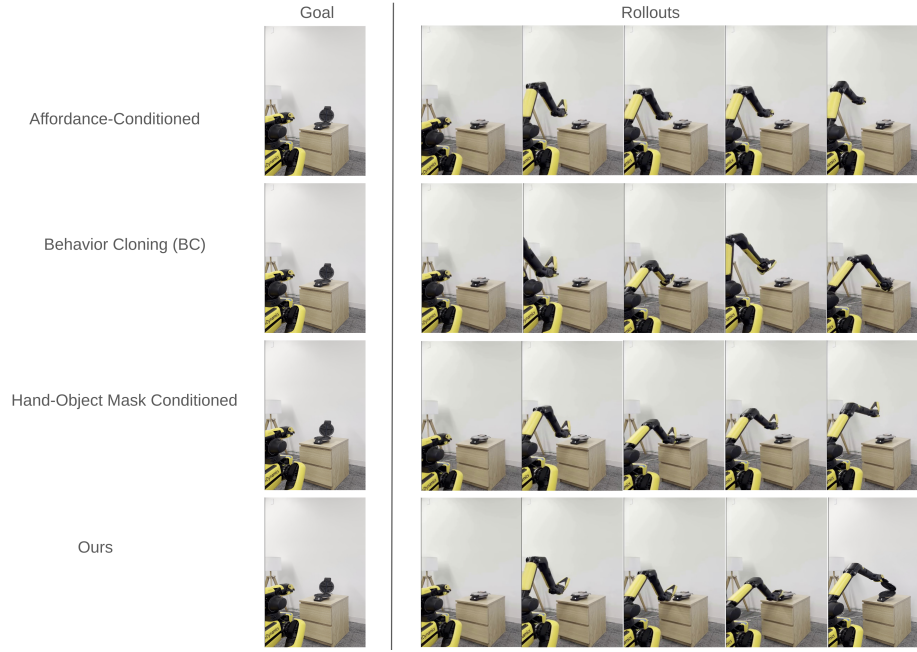 Goal
Rollouts
Affordance-Conditioned
Behavior Cloning (BC)
Hand-Object Mask Conditioned
Ours